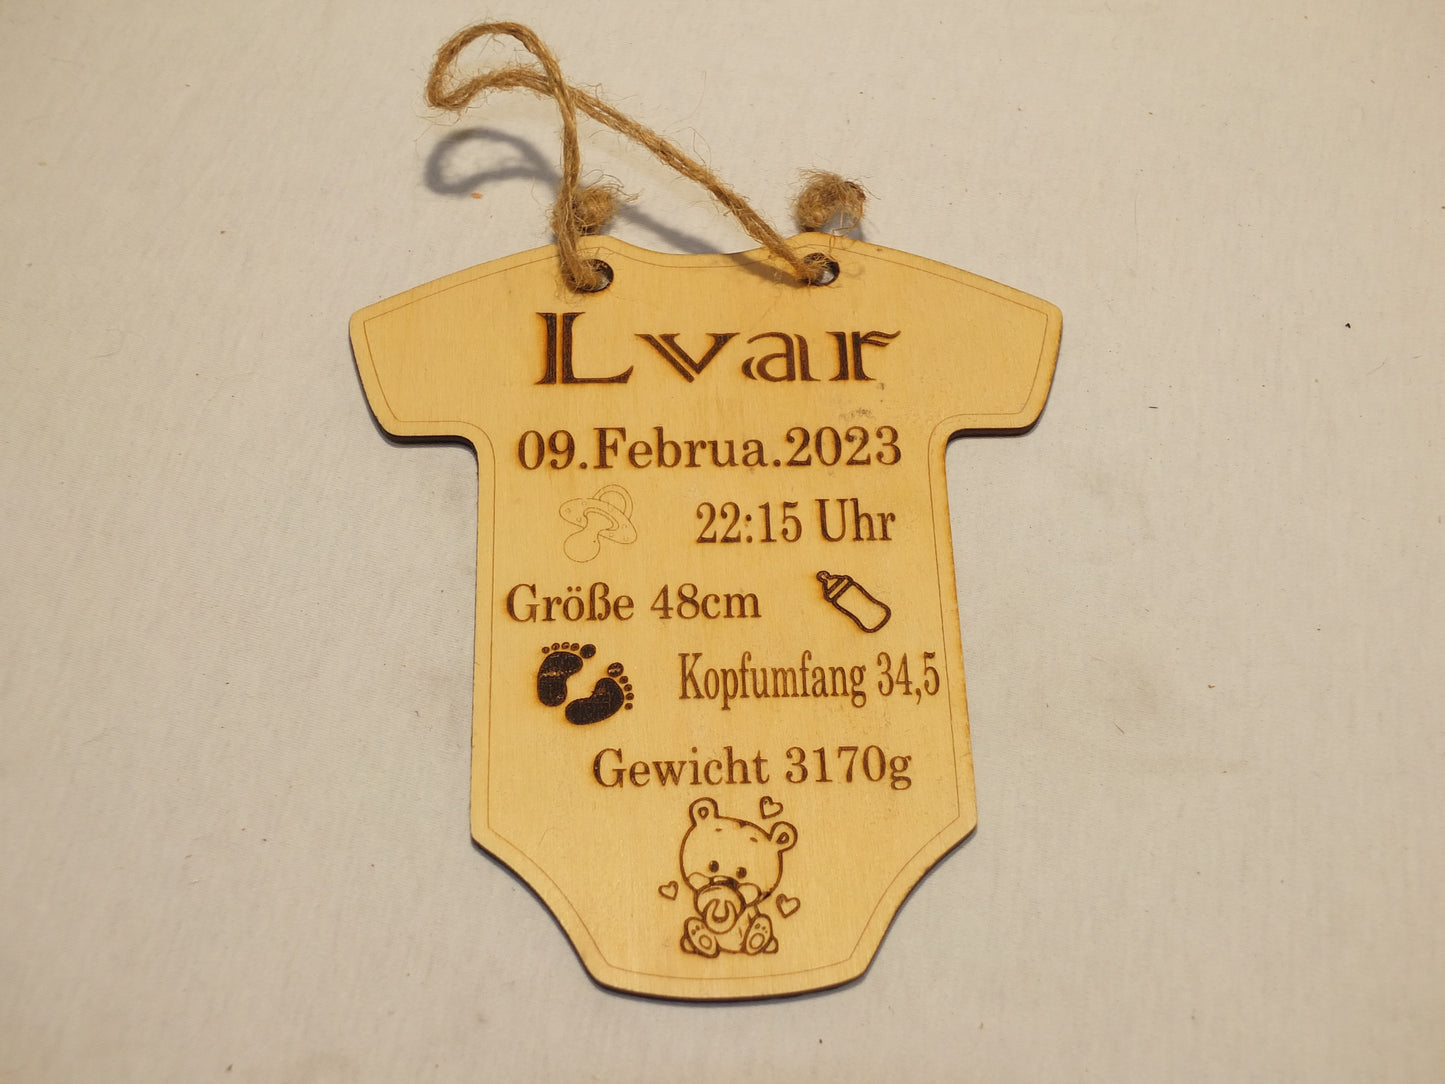 Lvar
09.Februa.2023
22:15 Uhr
Größe 48cm
Kopfumfang 34,5
Gewicht 3170g